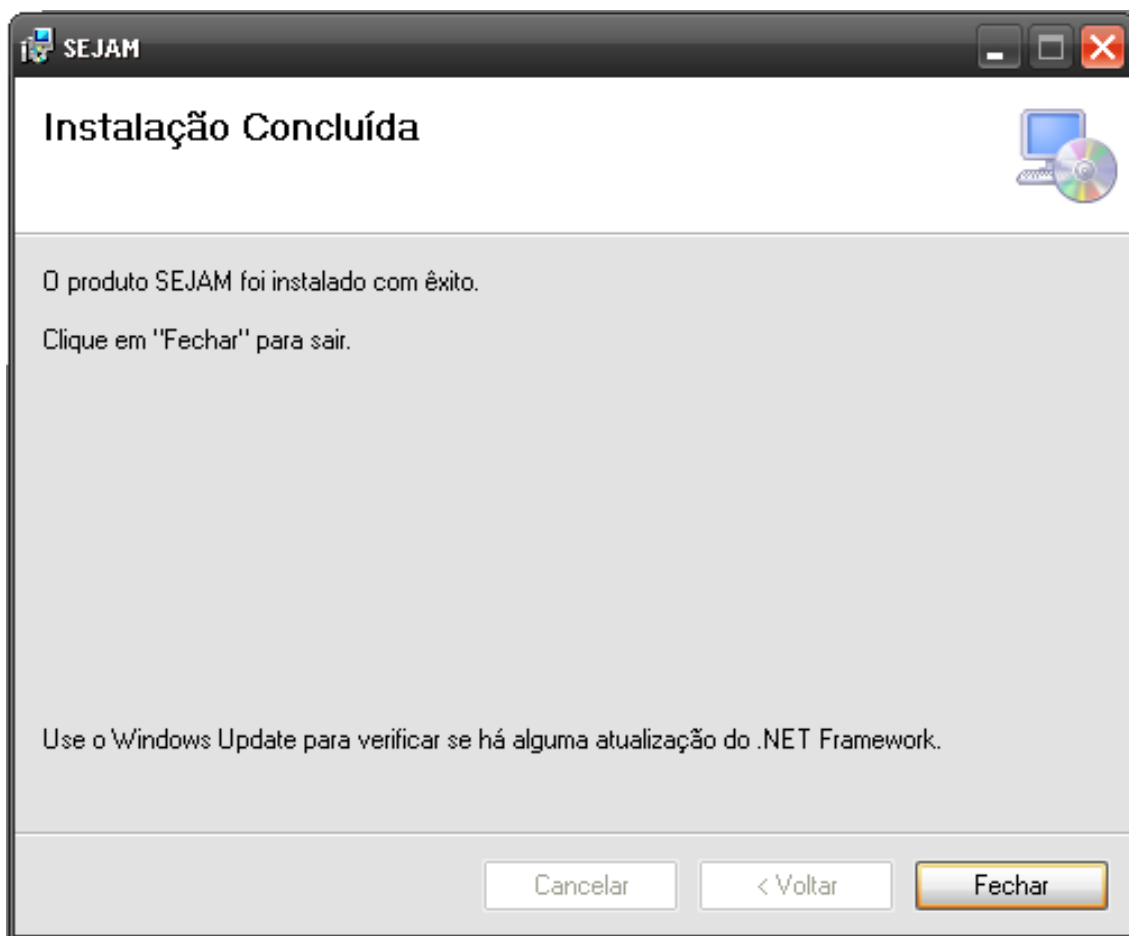 SEJAM
Instalação Concluída
O produto SEJAM foi instalado com êxito.
Clique em "Fechar" para sair.
Use o Windows Update para verificar se há alguma atualização do .NET Framework.
Cancelar
< Voltar
Fechar